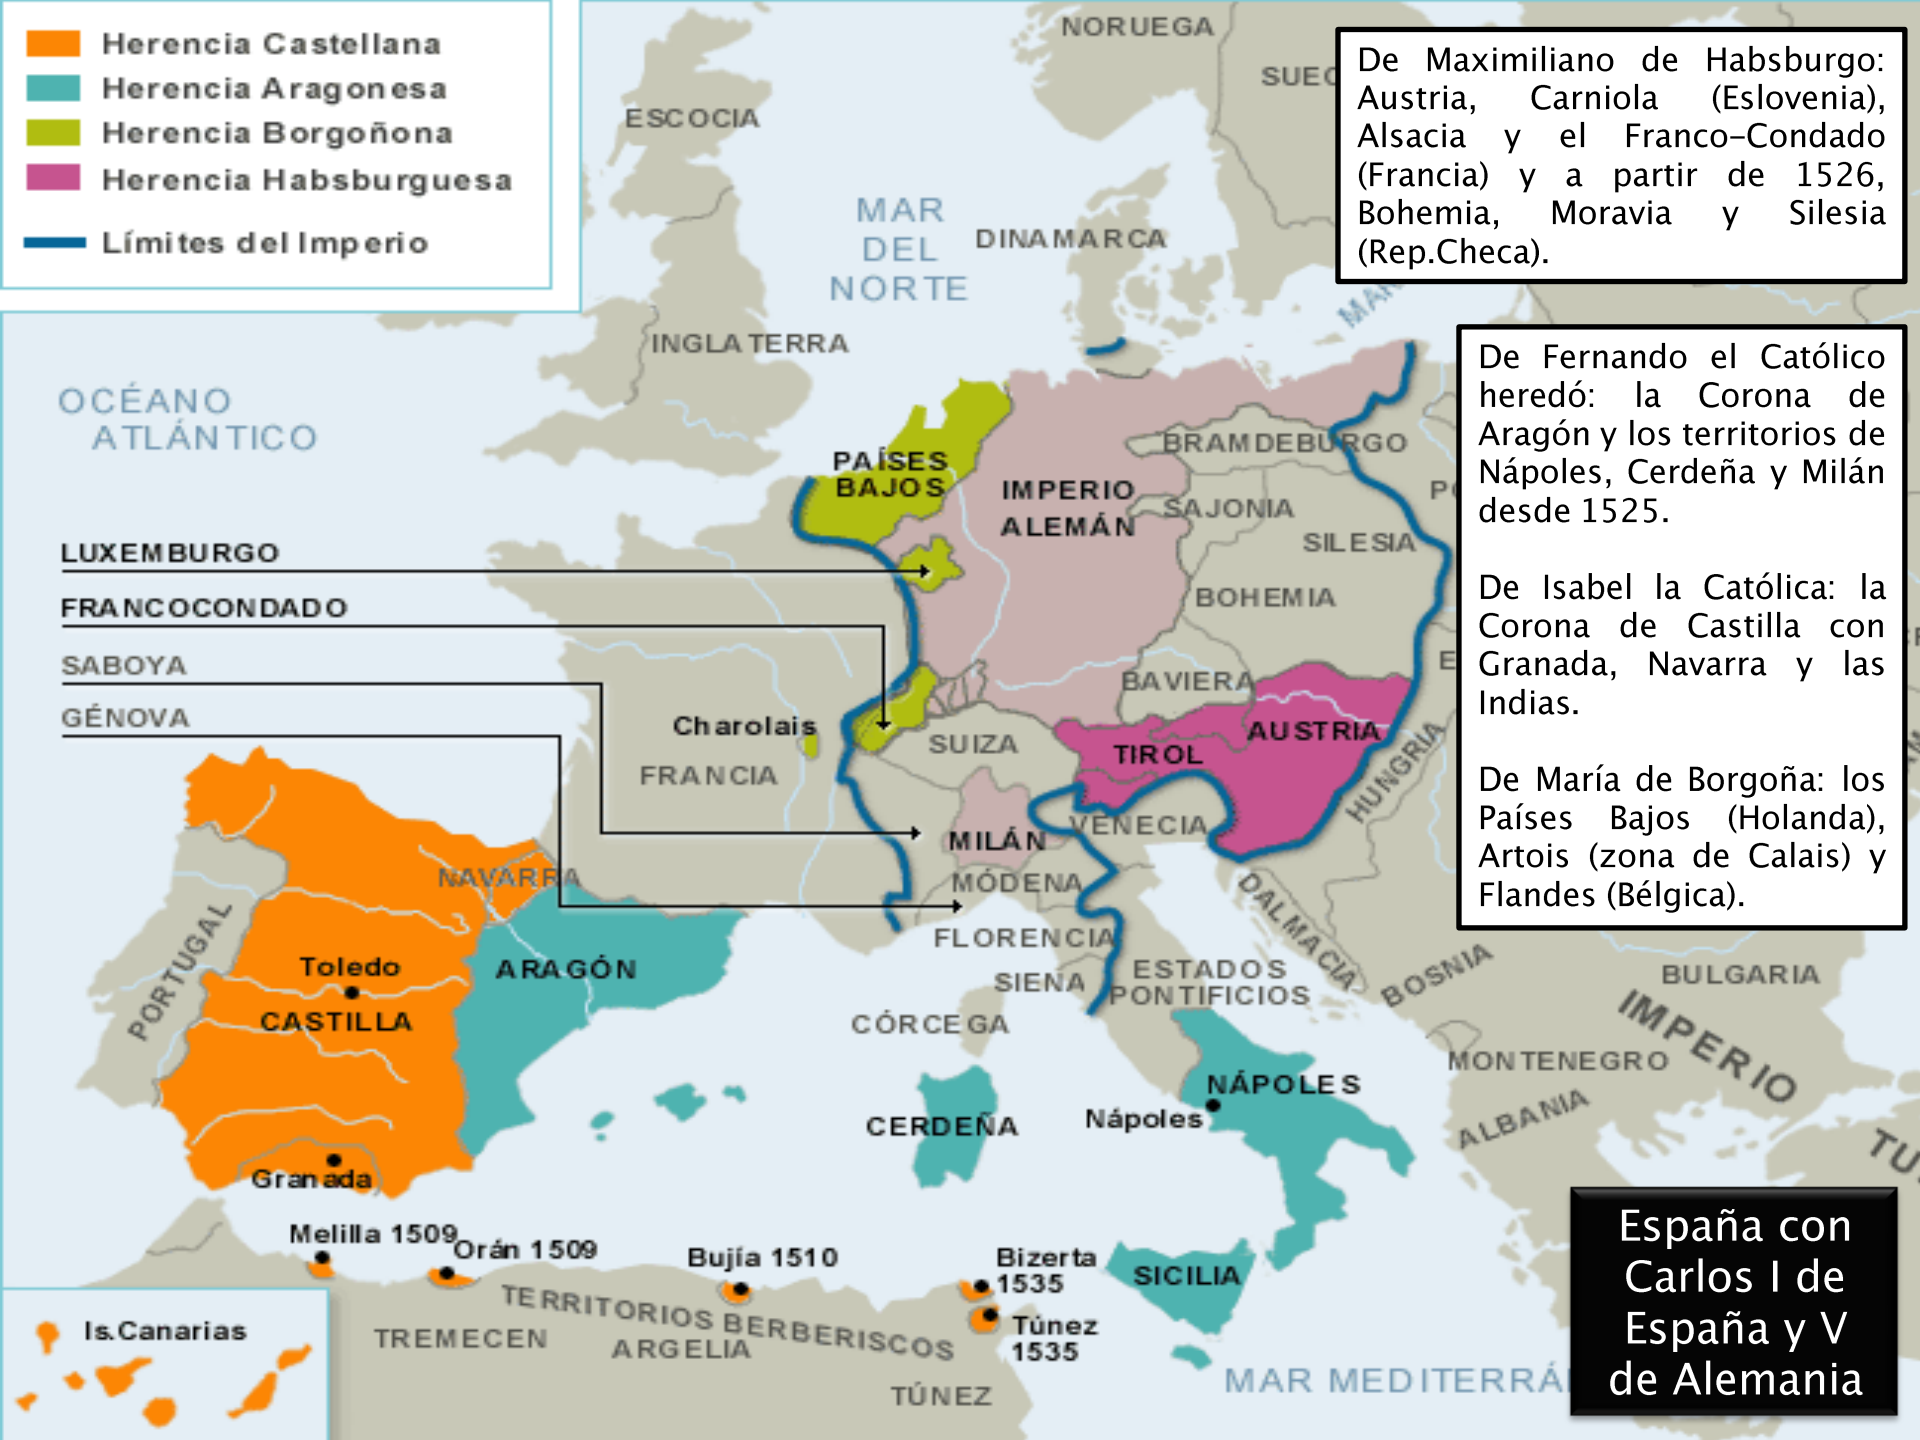 Herencia Castellana
Herencia Aragonesa
Herencia Borgoñona
Herencia Habsburguesa
Límites del Imperio
De Maximiliano de Habsburgo:
Austria, Carniola (Eslovenia),
Alsacia y el Franco-Condado
(Francia) y a partir de 1526,
Bohemia, Moravia y Silesia
(Rep.Checa).
De Fernando el Católico
heredó: la Corona de
Aragón y los territorios de
Nápoles, Cerdeña y Milán
desde 1525.
De Isabel la Católica: la
Corona de Castilla con
Granada, Navarra y las
Indias.
De María de Borgoña: los
Países Bajos (Holanda),
Artois (zona de Calais) y
Flandes (Bélgica).
España con
Carlos I de
España y V
de Alemania
NORUEGA
ESCOCIA
MAR
DEL
NORTE
DINAMARCA
INGLATERRA
OCÉANO
ATLÁNTICO
PAÍSES
BAJOS
IMPERIO
ALEMÁN
BRAMDEBURGO
SAJONIA
SILESIA
BOHEMIA
LUXEMBURGO
FRANCOCONDADO
SABOYA
GÉNOVA
Charolais
FRANCIA
SUIZA
BAVIERA
AUSTRIA
TIROL
HUNGRÍA
MILÁN
VENECIA
MÓDENA
FLORENCIA
SIENA
ESTADOS
PONTIFICIOS
DALMACIA
BOSNIA
BULGARIA
IMPERIO
MONTENEGRO
ALBANIA
CÓRCEGA
NAVARRA
PORTUGAL
Toledo
CASTILLA
ARAGÓN
Granada
CERDEÑA
NÁPOLES
Nápoles
SICILIA
Melilla 1509
Orán 1509
Bujía 1510
Bizerta
1535
Túnez
1535
TERRITORIOS BERBERISCOS
TREMECEN
ARGELIA
TÚNEZ
Is.Canarias
MAR MEDITERRÁ